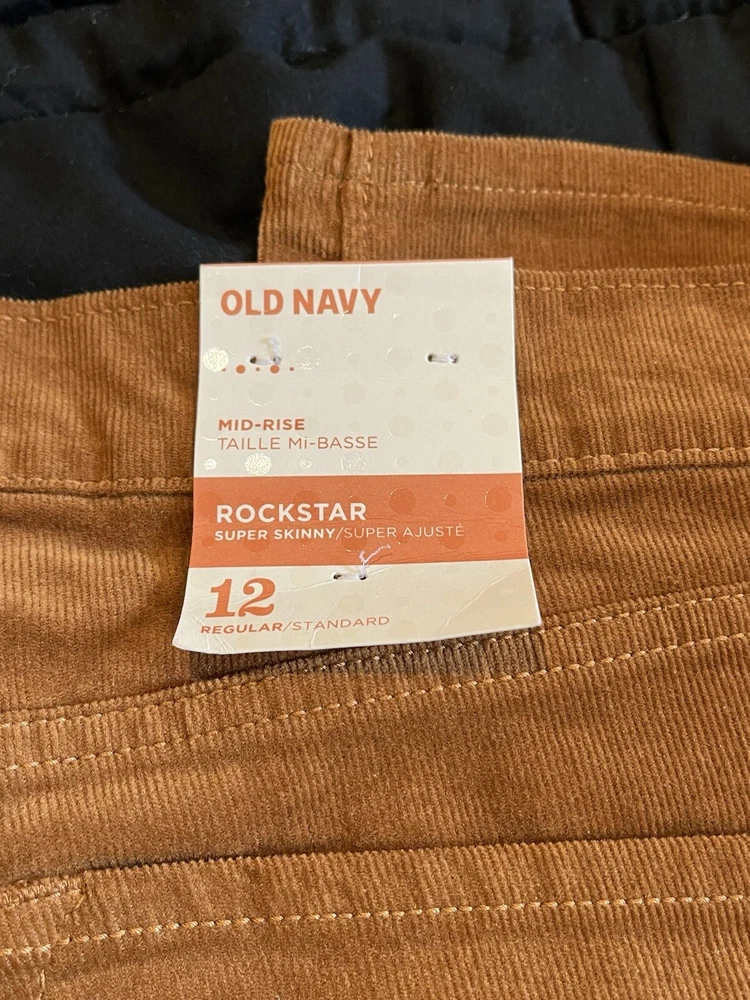 OLD NAVY
MID-RISE
TAILLE Mi-BASSE
ROCKSTAR
SUPER SKINNY/SUPER AJUSTÉ
12
REGULAR/STANDARD